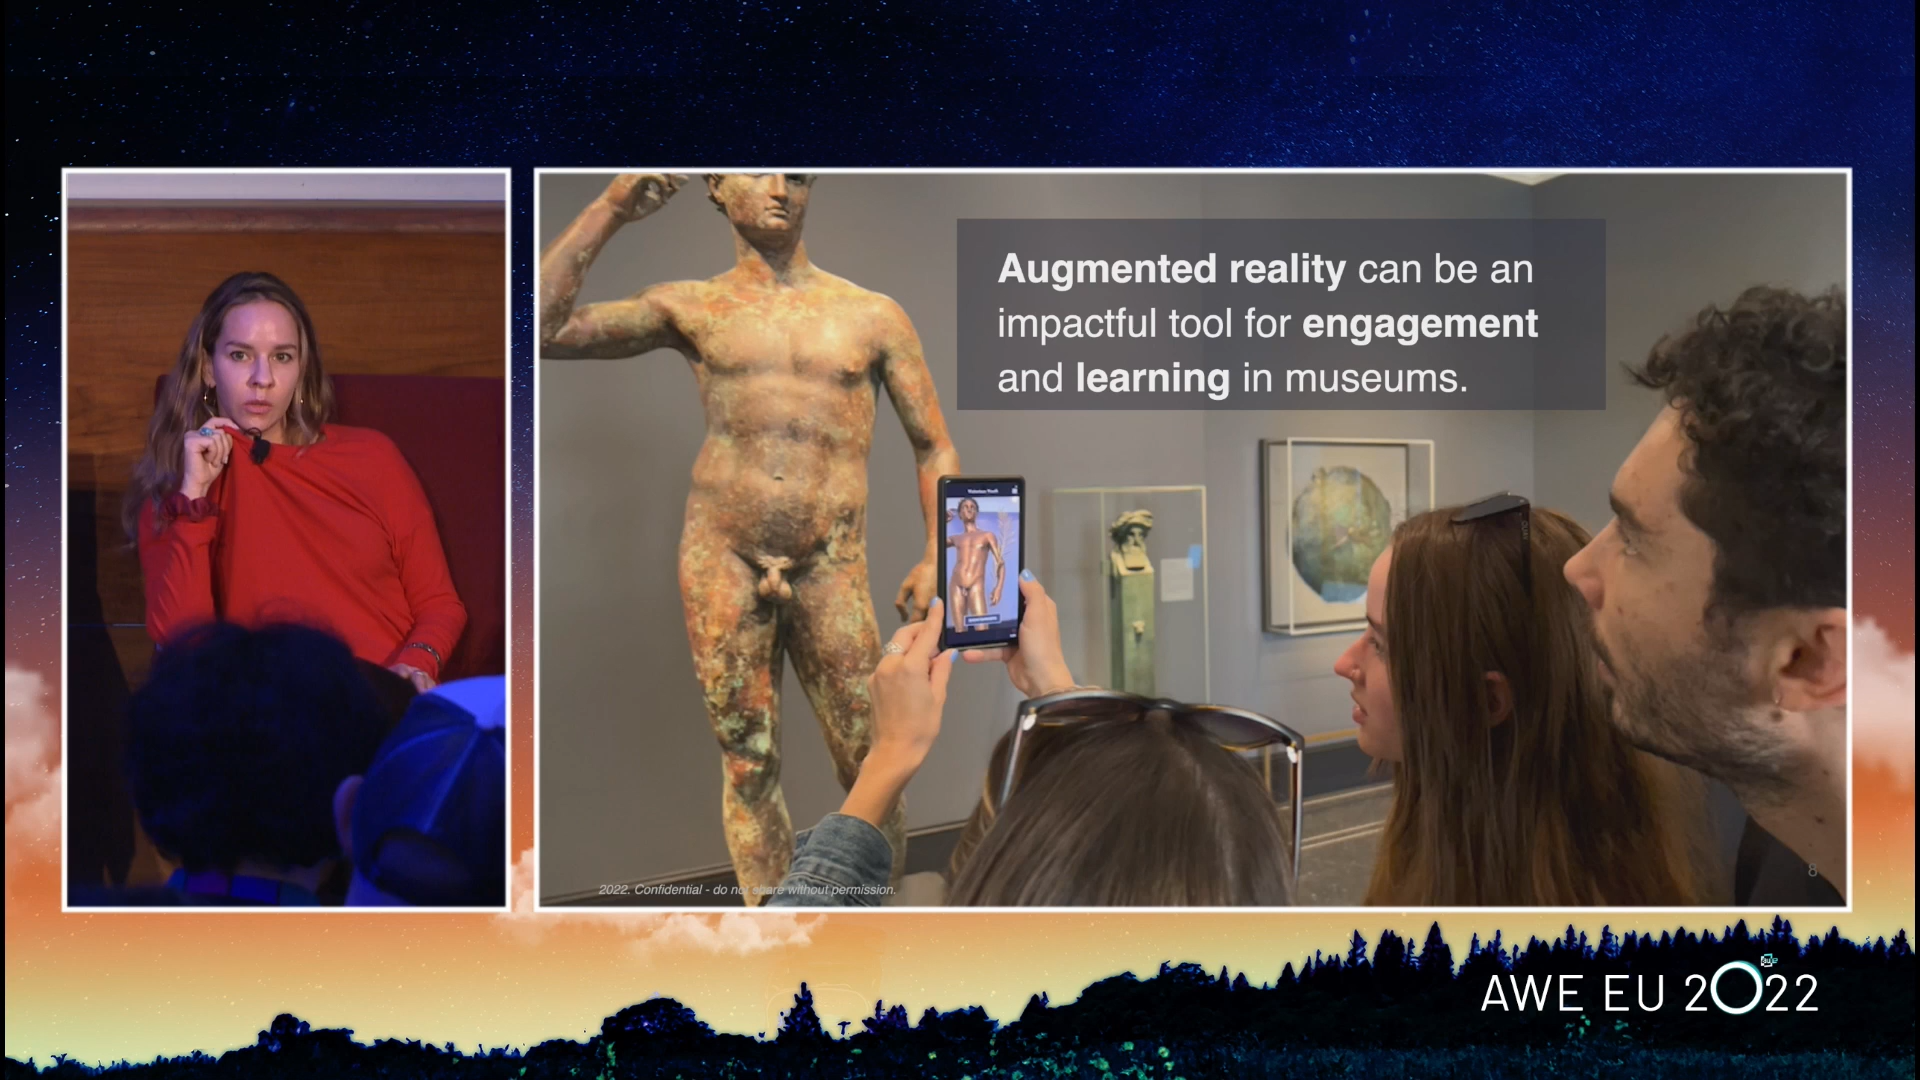 Augmented reality can be an
impactful tool for engagement
and learning in museums.
2022. Confidential - do not share without permission.
8
AWE EU 2022